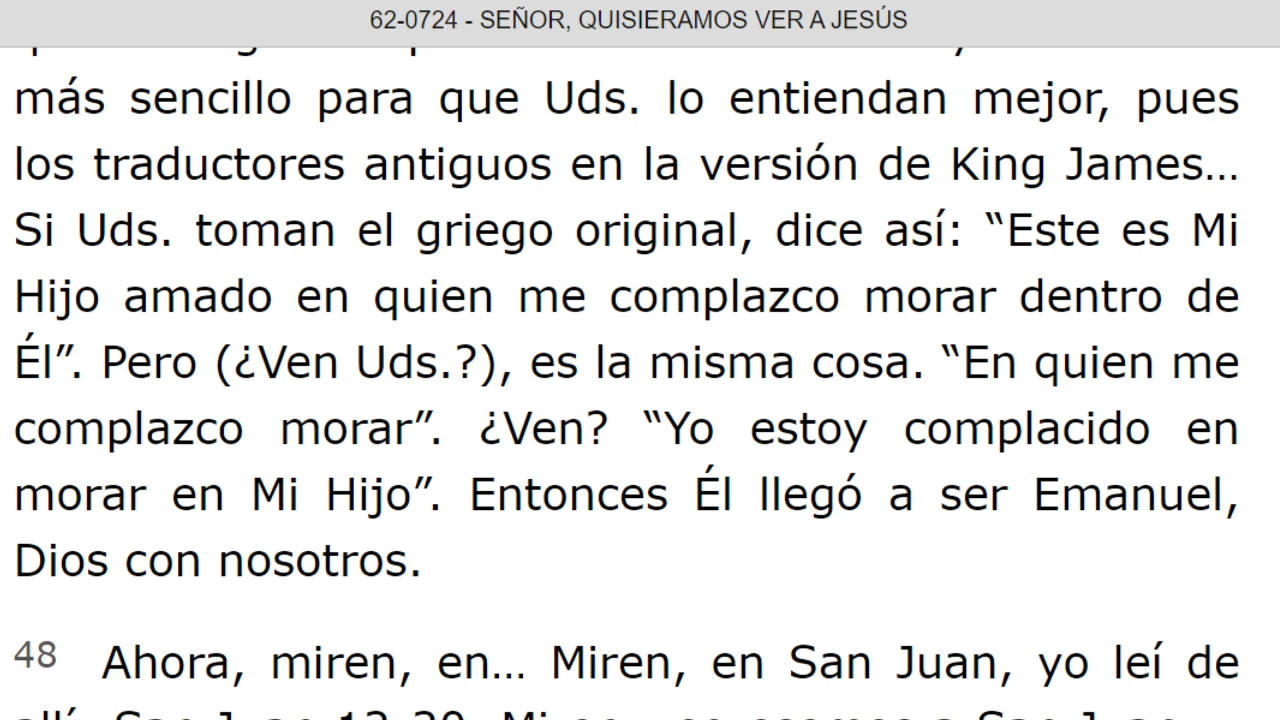 62-0724 - SEÑOR, QUISIERAMOS VER A JESÚS
más sencillo para que Uds. lo entiendan mejor, pues
los traductores antiguos en la versión de King James…
Si Uds. toman el griego original, dice así: “Este es Mi
Hijo amado en quien me complazco morar dentro de
Él”. Pero (¿Ven Uds.?), es la misma cosa. “En quien me
complazco morar”. ¿Ven? “Yo estoy complacido en
morar en Mi Hijo”. Entonces Él llegó a ser Emanuel,
Dios con nosotros.
48 Ahora, miren, en… Miren, en San Juan, yo leí de